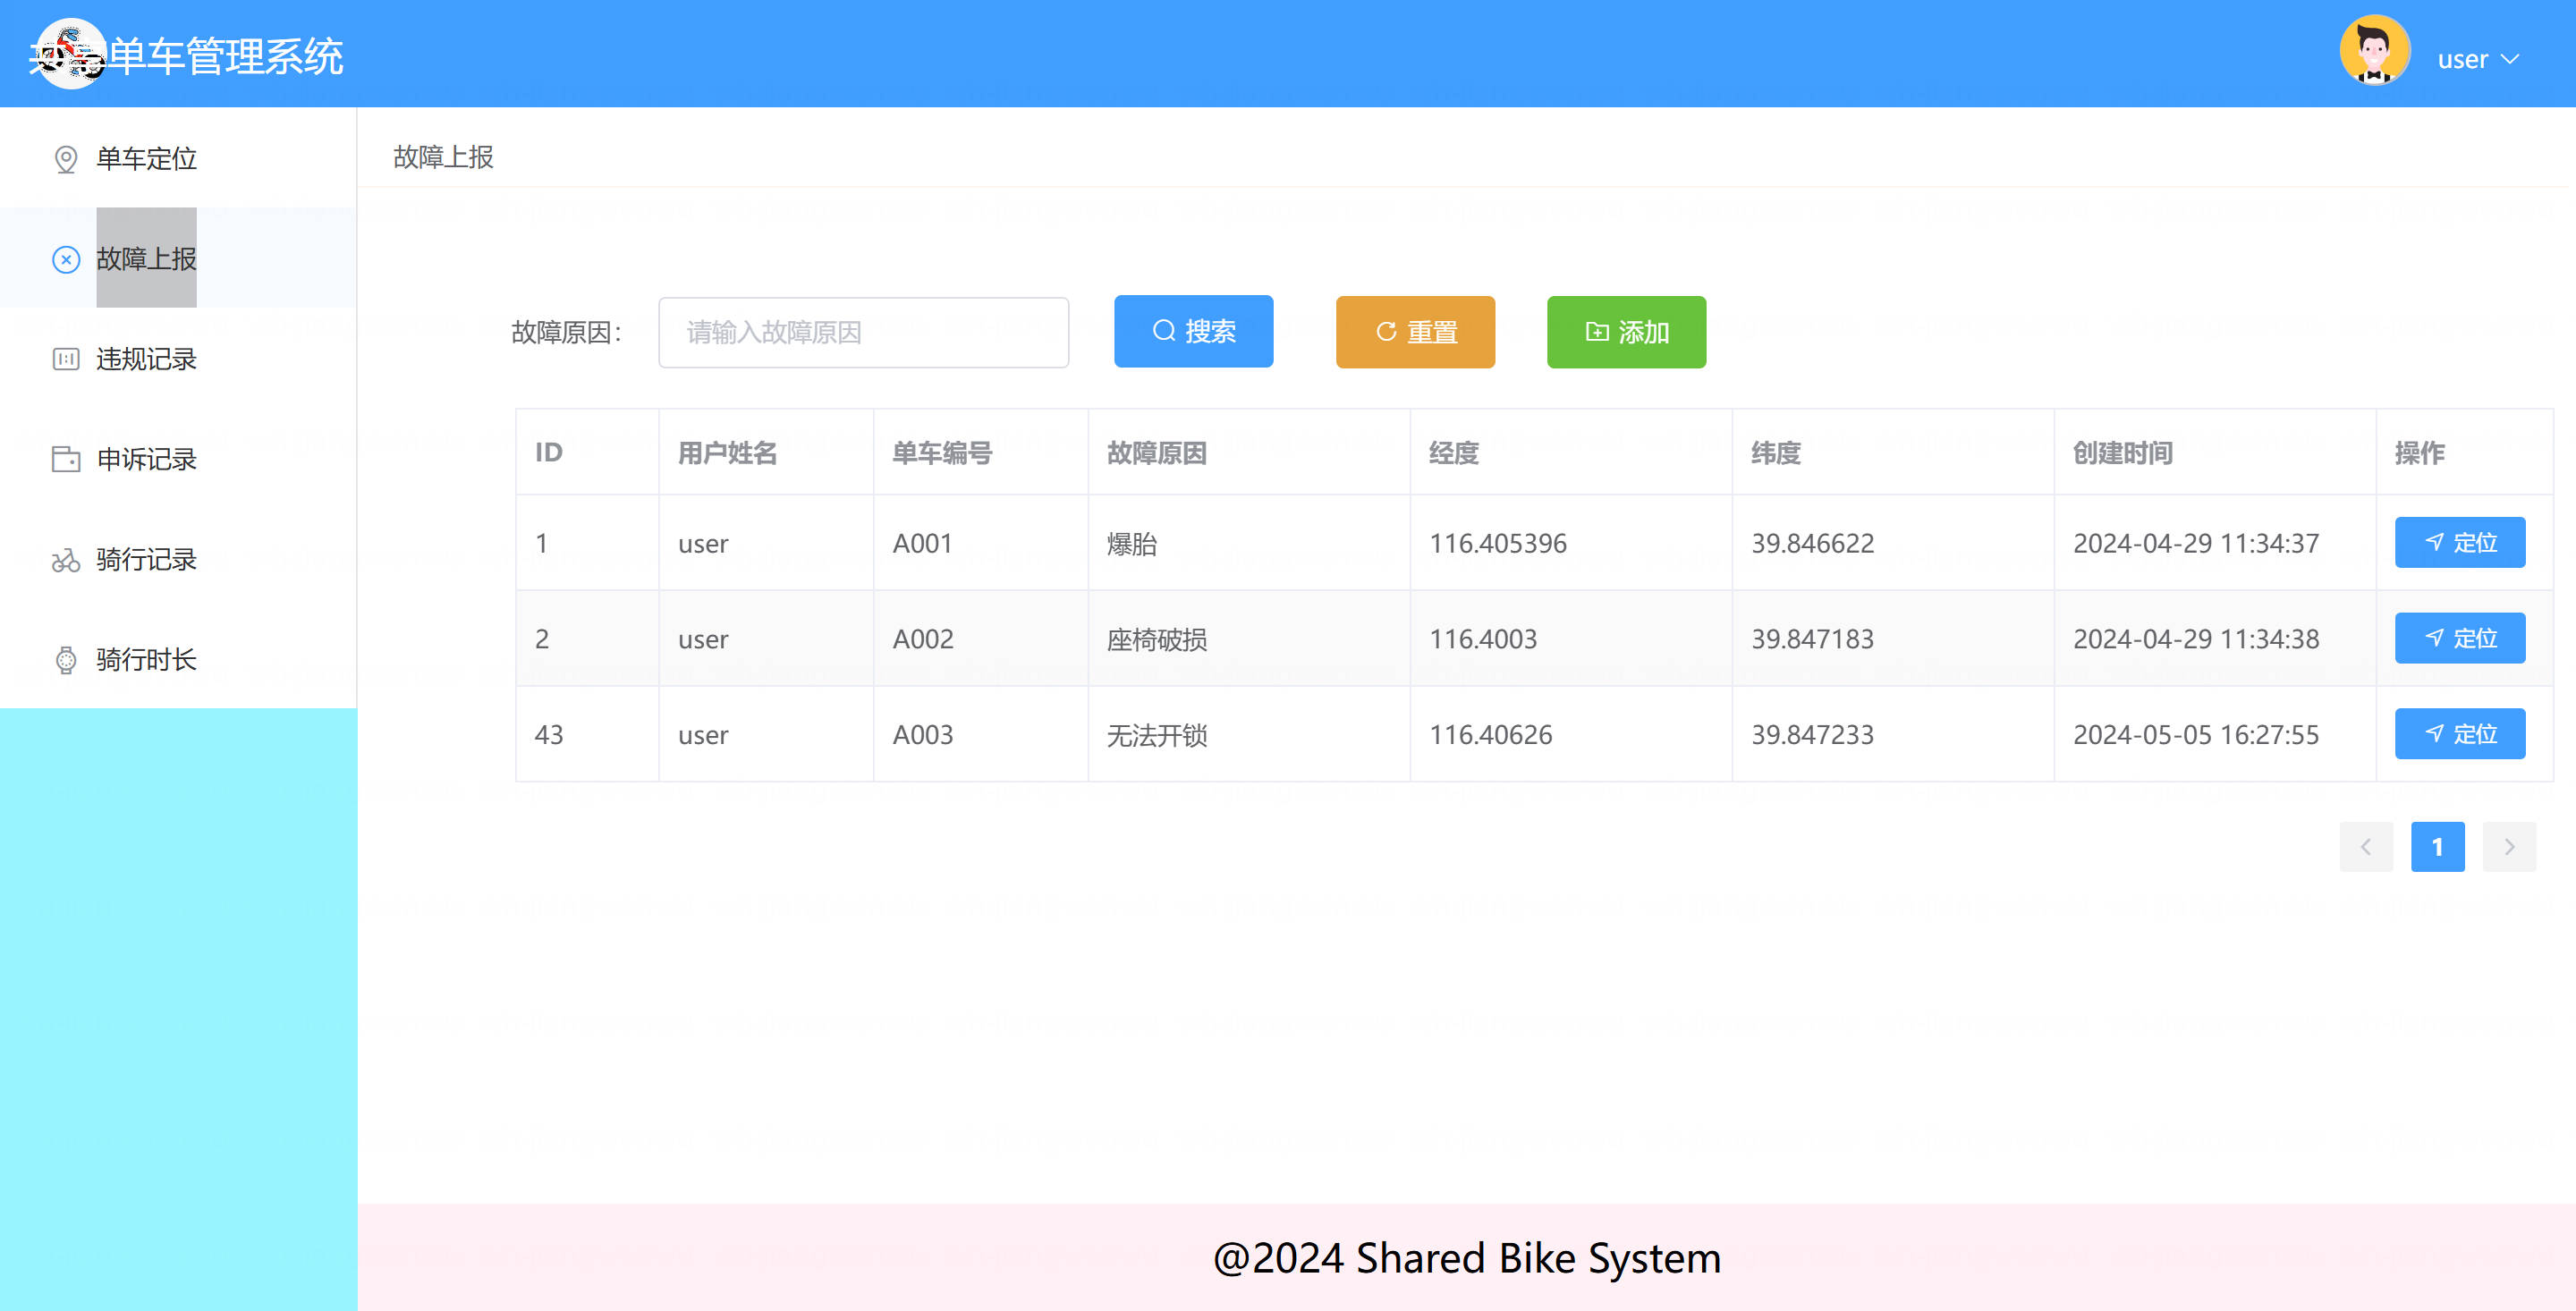 单车管理系统
user
单车定位
故障上报
违规记录
申诉记录
骑行记录
骑行时长
故障上报
故障原因: 请输入故障原因 搜索 重置 添加
ID 用户姓名 单车编号 故障原因 经度 纬度 创建时间 操作
1 user A001 爆胎 116.405396 39.846622 2024-04-29 11:34:37 定位
2 user A002 座椅破损 116.4003 39.847183 2024-04-29 11:34:38 定位
43 user A003 无法开锁 116.40626 39.847233 2024-05-05 16:27:55 定位
1
@2024 Shared Bike System